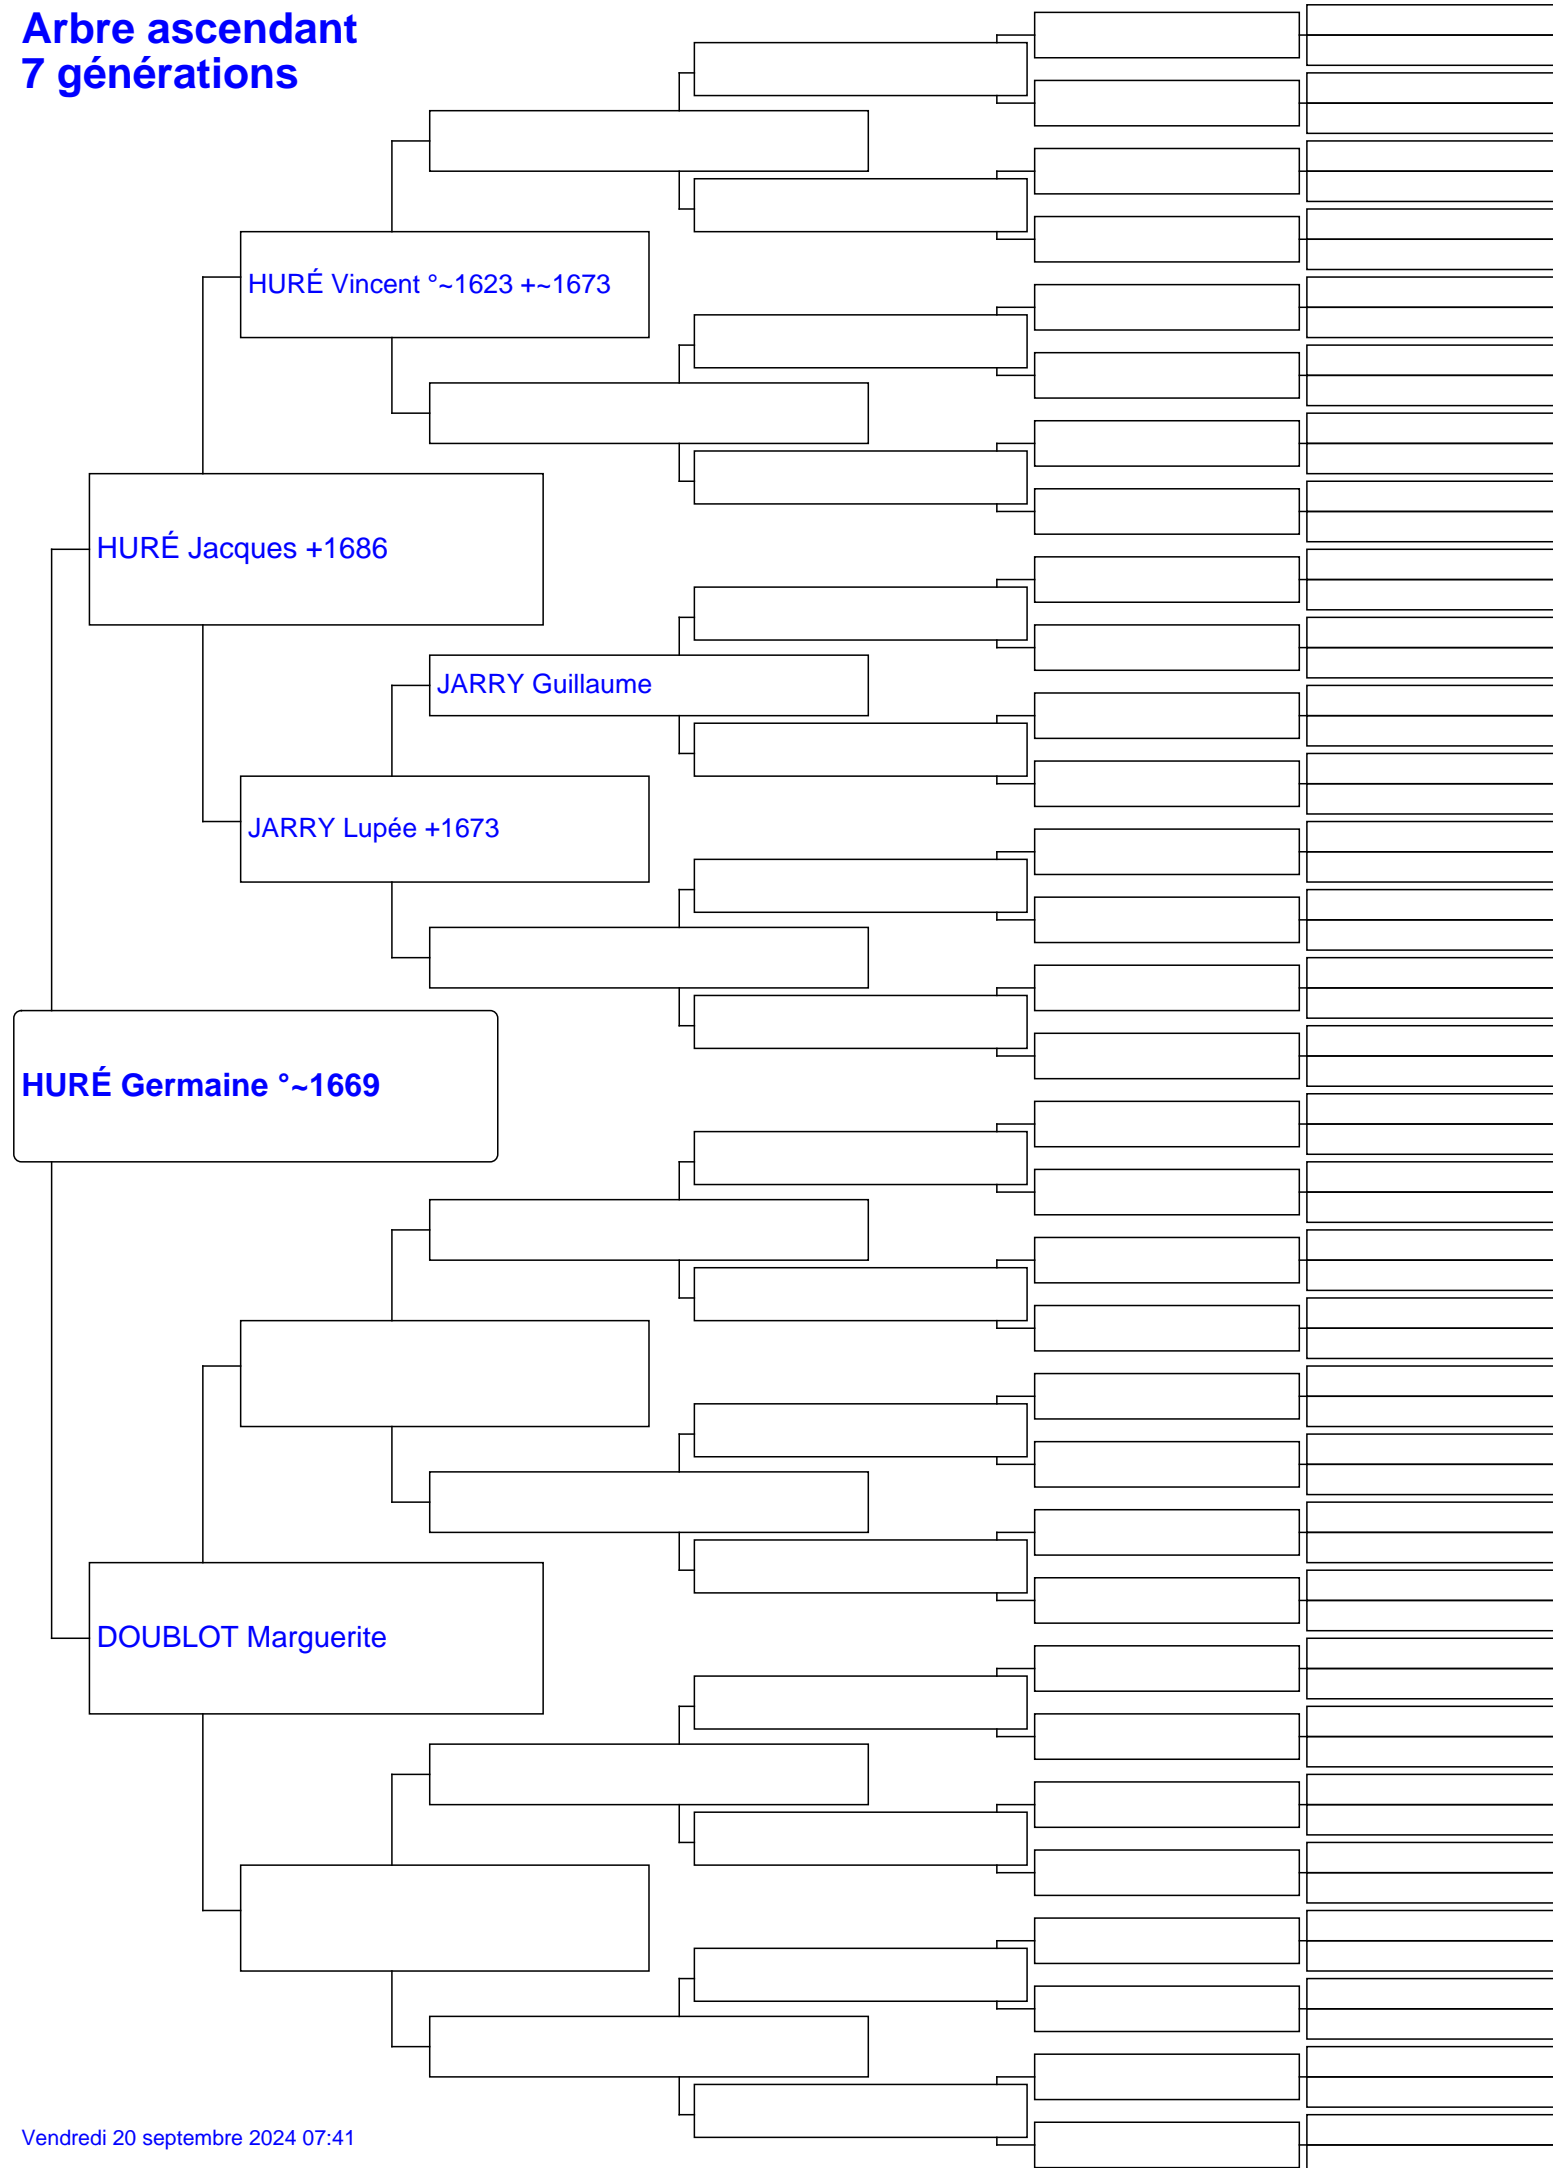 Arbre ascendant
7 générations
HURÉ Vincent °~1623 +~1673
HURÉ Jacques +1686
JARRY Guillaume
JARRY Lupée +1673
HURÉ Germaine °~1669
DOUBLOT Marguerite
Vendredi 20 septembre 2024 07:41